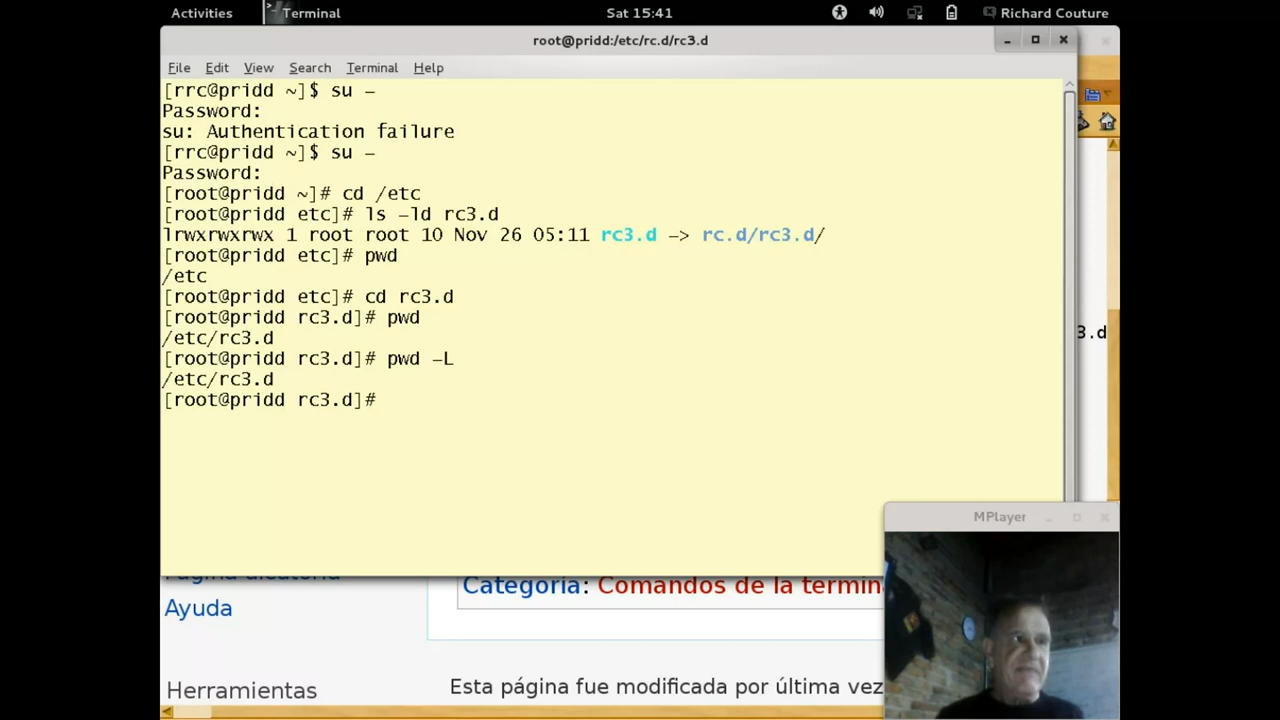 Activities
Terminal
Sat 15:41
Richard Couture
root@pridd:/etc/rc.d/rc3.d
File Edit View Search Terminal Help
[rrc@pridd ~]$ su -
Password:
su: Authentication failure
[rrc@pridd ~]$ su -
Password:
[root@pridd ~]# cd /etc
[root@pridd etc]# ls -ld rc3.d
lrwxrwxrwx 1 root root 10 Nov 26 05:11 rc3.d -> rc.d/rc3.d/
[root@pridd etc]# pwd
/etc
[root@pridd etc]# cd rc3.d
[root@pridd rc3.d]# pwd
/etc/rc3.d
[root@pridd rc3.d]# pwd -L
/etc/rc3.d
[root@pridd rc3.d]#
3.d
MPlayer
Categoría: Comandos de la termin
Ayuda
Herramientas
Esta página fue modificada por última vez